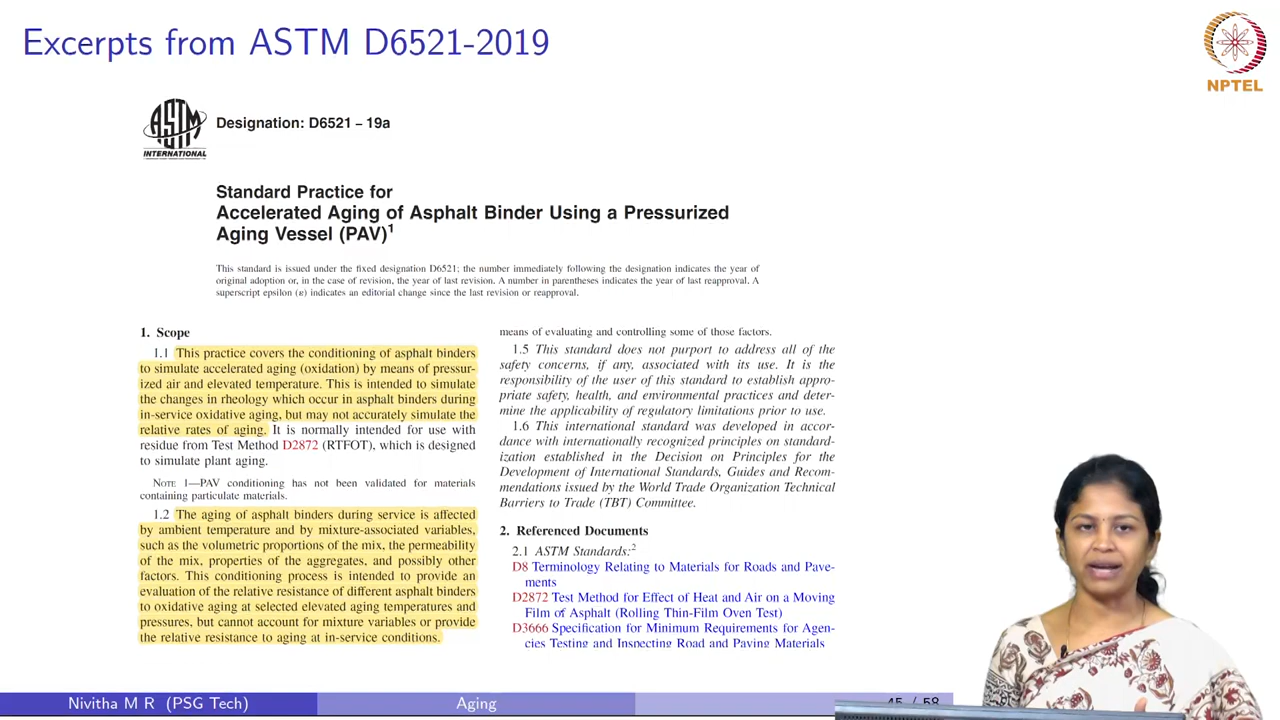 Excerpts from ASTM D6521-2019
NPTEL
ASTM
INTERNATIONAL
Designation: D6521 – 19a
Standard Practice for
Accelerated Aging of Asphalt Binder Using a Pressurized
Aging Vessel (PAV)1
This standard is issued under the fixed designation D6521; the number immediately following the designation indicates the year of
original adoption or, in the case of revision, the year of last revision. A number in parentheses indicates the year of last reapproval. A
superscript epsilon (ε) indicates an editorial change since the last revision or reapproval.
1. Scope
1.1 This practice covers the conditioning of asphalt binders
to simulate accelerated aging (oxidation) by means of pressur-
ized air and elevated temperature. This is intended to simulate
the changes in rheology which occur in asphalt binders during
in-service oxidative aging, but may not accurately simulate the
relative rates of aging. It is normally intended for use with
residue from Test Method D2872 (RTFOT), which is designed
to simulate plant aging.
NOTE 1—PAV conditioning has not been validated for materials
containing particulate materials.
1.2 The aging of asphalt binders during service is affected
by ambient temperature and by mixture-associated variables,
such as the volumetric proportions of the mix, the permeability
of the mix, properties of the aggregates, and possibly other
factors. This conditioning process is intended to provide an
evaluation of the relative resistance of different asphalt binders
to oxidative aging at selected elevated aging temperatures and
pressures, but cannot account for mixture variables or provide
the relative resistance to aging at in-service conditions.
means of evaluating and controlling some of those factors.
1.5 This standard does not purport to address all of the
safety concerns, if any, associated with its use. It is the
responsibility of the user of this standard to establish appro-
priate safety, health, and environmental practices and deter-
mine the applicability of regulatory limitations prior to use.
1.6 This international standard was developed in accor-
dance with internationally recognized principles on standard-
ization established in the Decision on Principles for the
Development of International Standards, Guides and Recom-
mendations issued by the World Trade Organization Technical
Barriers to Trade (TBT) Committee.
2. Referenced Documents
2.1 ASTM Standards:2
D8 Terminology Relating to Materials for Roads and Pave-
ments
D2872 Test Method for Effect of Heat and Air on a Moving
Film of Asphalt (Rolling Thin-Film Oven Test)
D3666 Specification for Minimum Requirements for Agen-
cies Testing and Inspecting Road and Paving Materials
Nivitha M R (PSG Tech)
Aging
45 / 58